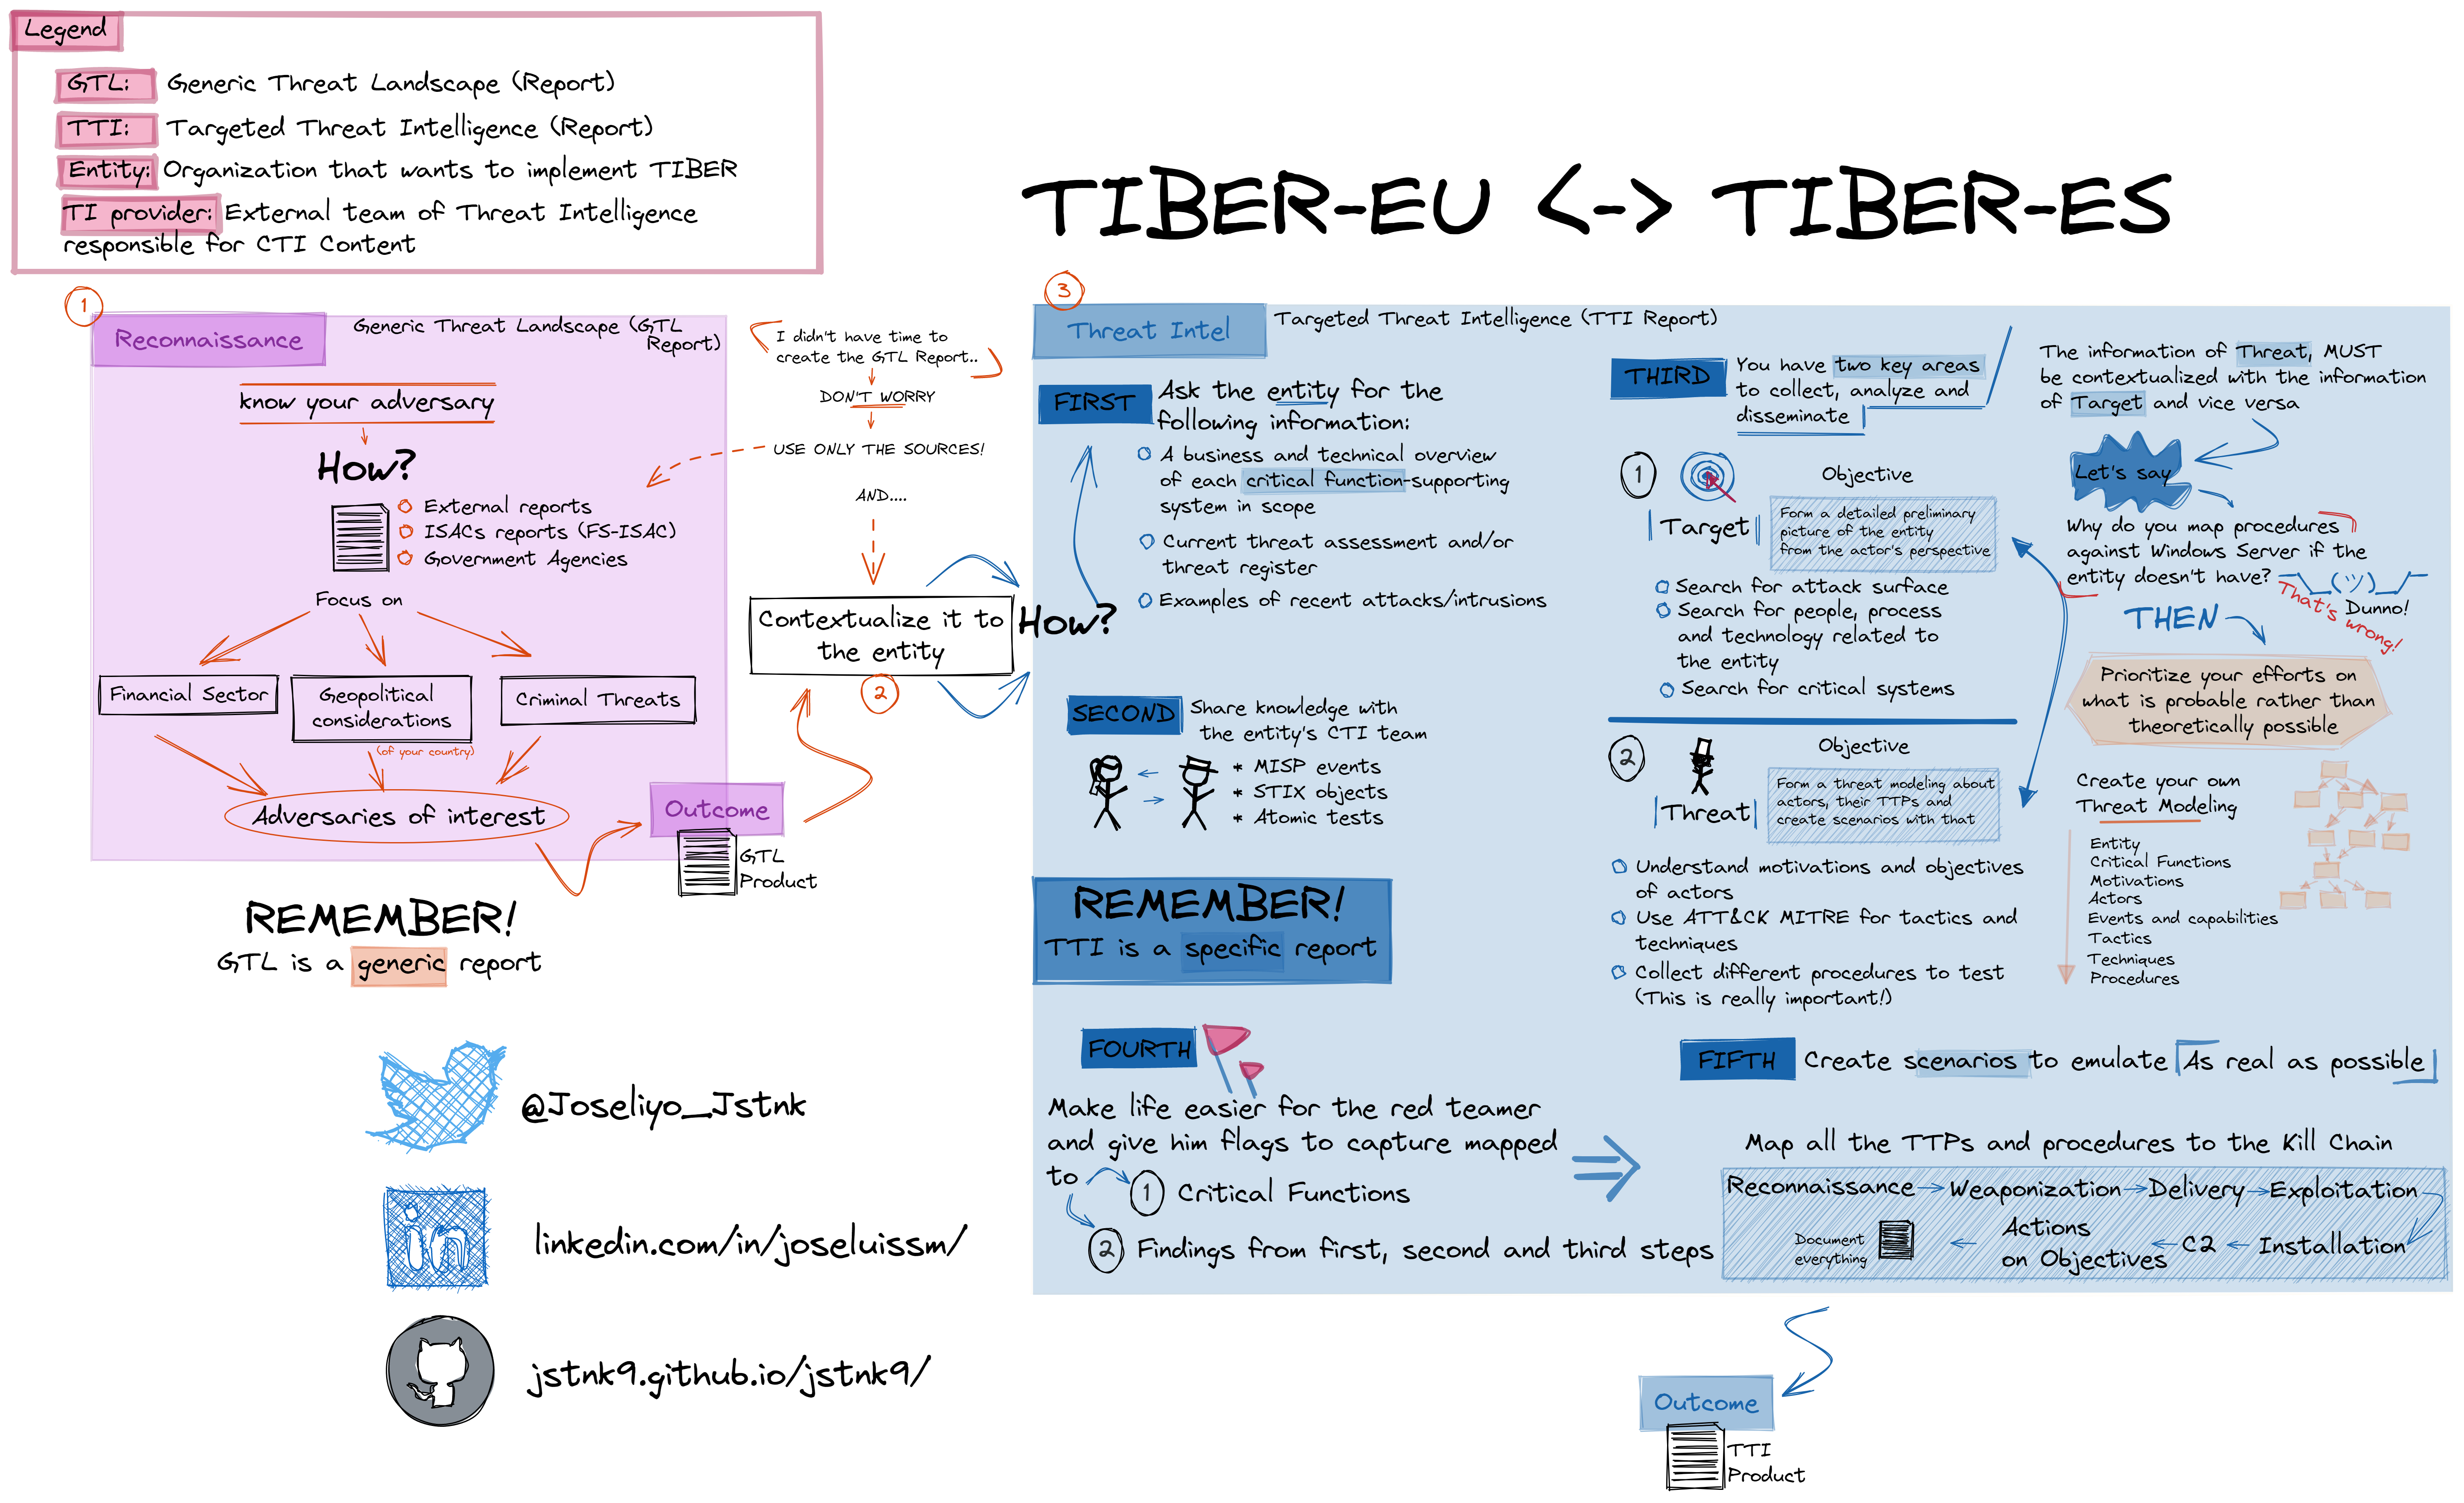 Legend
GTL: Generic Threat Landscape (Report)
TTI: Targeted Threat Intelligence (Report)
Entity: Organization that wants to implement TIBER
TI provider: External team of Threat Intelligence
responsible for CTI Content
TIBER-EU <-> TIBER-ES
1
Reconnaissance
Generic Threat Landscape (GTL
Report)
know your adversary
How?
External reports
ISACs reports (FS-ISAC)
Government Agencies
Focus on
Financial Sector
Geopolitical
considerations
(of your country)
Criminal Threats
Adversaries of interest
Outcome
GTL
Product
REMEMBER!
GTL is a generic report
I didn't have time to
create the GTL Report..
DON'T WORRY
USE ONLY THE SOURCES!
AND....
Contextualize it to
the entity
2
How?
3
Threat Intel
Targeted Threat Intelligence (TTI Report)
FIRST
Ask the entity for the
following information:
A business and technical overview
of each critical function-supporting
system in scope
Current threat assessment and/or
threat register
Examples of recent attacks/intrusions
SECOND
Share knowledge with
the entity's CTI team
* MISP events
* STIX objects
* Atomic tests
REMEMBER!
TTI is a specific report
THIRD
You have two key areas
to collect, analyze and
disseminate
1
Target
Objective
Form a detailed preliminary
picture of the entity
from the actor's perspective
Search for attack surface
Search for people, process
and technology related to
the entity
Search for critical systems
2
Threat
Objective
Form a threat modeling about
actors, their TTPs and
create scenarios with that
Understand motivations and objectives
of actors
Use ATT&CK MITRE for tactics and
techniques
Collect different procedures to test
(This is really important!)
The information of Threat, MUST
be contextualized with the information
of Target and vice versa
Let's say
Why do you map procedures
against Windows Server if the
entity doesn't have?
¯\_(ツ)_/¯
Dunno!
That's wrong!
THEN
Prioritize your efforts on
what is probable rather than
theoretically possible
Create your own
Threat Modeling
Entity
Critical Functions
Motivations
Actors
Events and capabilities
Tactics
Techniques
Procedures
FOURTH
Make life easier for the red teamer
and give him flags to capture mapped
to
1 Critical Functions
2 Findings from first, second and third steps
FIFTH
Create scenarios to emulate As real as possible
Map all the TTPs and procedures to the Kill Chain
Reconnaissance → Weaponization → Delivery → Exploitation
Installation
C2
Actions
on Objectives
Document
everything
Outcome
TTI
Product
@Joseliyo_Jstnk
in
linkedin.com/in/joseluissm/
jstnk9.github.io/jstnk9/